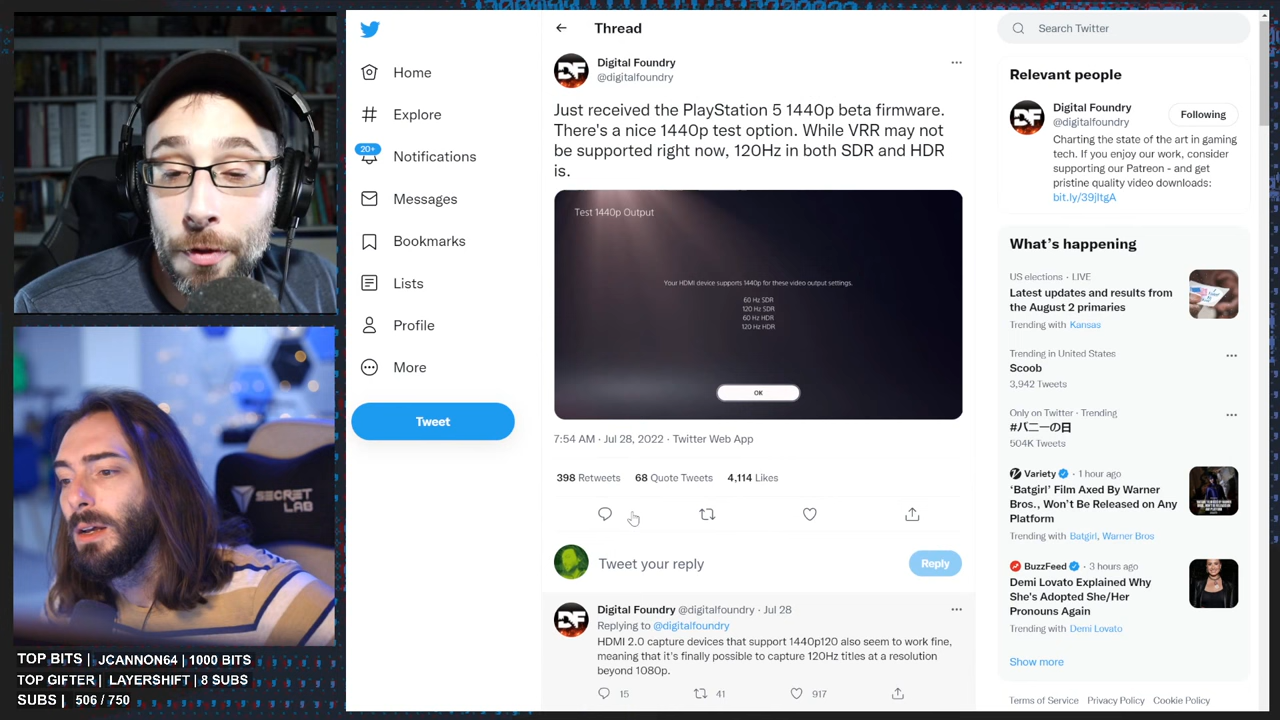 Home
Explore
20+
Notifications
Messages
Bookmarks
Lists
Profile
More
Tweet
Thread
Digital Foundry
@digitalfoundry
Just received the PlayStation 5 1440p beta firmware.
There's a nice 1440p test option. While VRR may not
be supported right now, 120Hz in both SDR and HDR
is.
Test 1440p Output
Your HDMI device supports 1440p for these video output settings.
60 Hz SDR
120 Hz SDR
60 Hz HDR
120 Hz HDR
OK
7:54 AM · Jul 28, 2022 · Twitter Web App
398 Retweets 68 Quote Tweets 4,114 Likes
Tweet your reply
Reply
Digital Foundry @digitalfoundry · Jul 28
Replying to @digitalfoundry
HDMI 2.0 capture devices that support 1440p120 also seem to work fine,
meaning that it's finally possible to capture 120Hz titles at a resolution
beyond 1080p.
15 41 917
Search Twitter
Relevant people
Digital Foundry
@digitalfoundry
Following
Charting the state of the art in gaming
tech. If you enjoy our work, consider
supporting our Patreon - and get
pristine quality video downloads:
bit.ly/39jItgA
What's happening
US elections · LIVE
Latest updates and results from
the August 2 primaries
Trending with Kansas
Trending in United States
Scoob
3,942 Tweets
Only on Twitter · Trending
#バニーの日
504K Tweets
Variety · 1 hour ago
'Batgirl' Film Axed By Warner
Bros., Won't Be Released on Any
Platform
Trending with Batgirl, Warner Bros
BuzzFeed · 3 hours ago
Demi Lovato Explained Why
She's Adopted She/Her
Pronouns Again
Trending with Demi Lovato
Show more
Terms of Service Privacy Policy Cookie Policy
SECRET
LAB
TOP BITS | JCANNON64 | 1000 BITS
TOP GIFTER | LAYERSHIFT | 8 SUBS
SUBS | 506 /